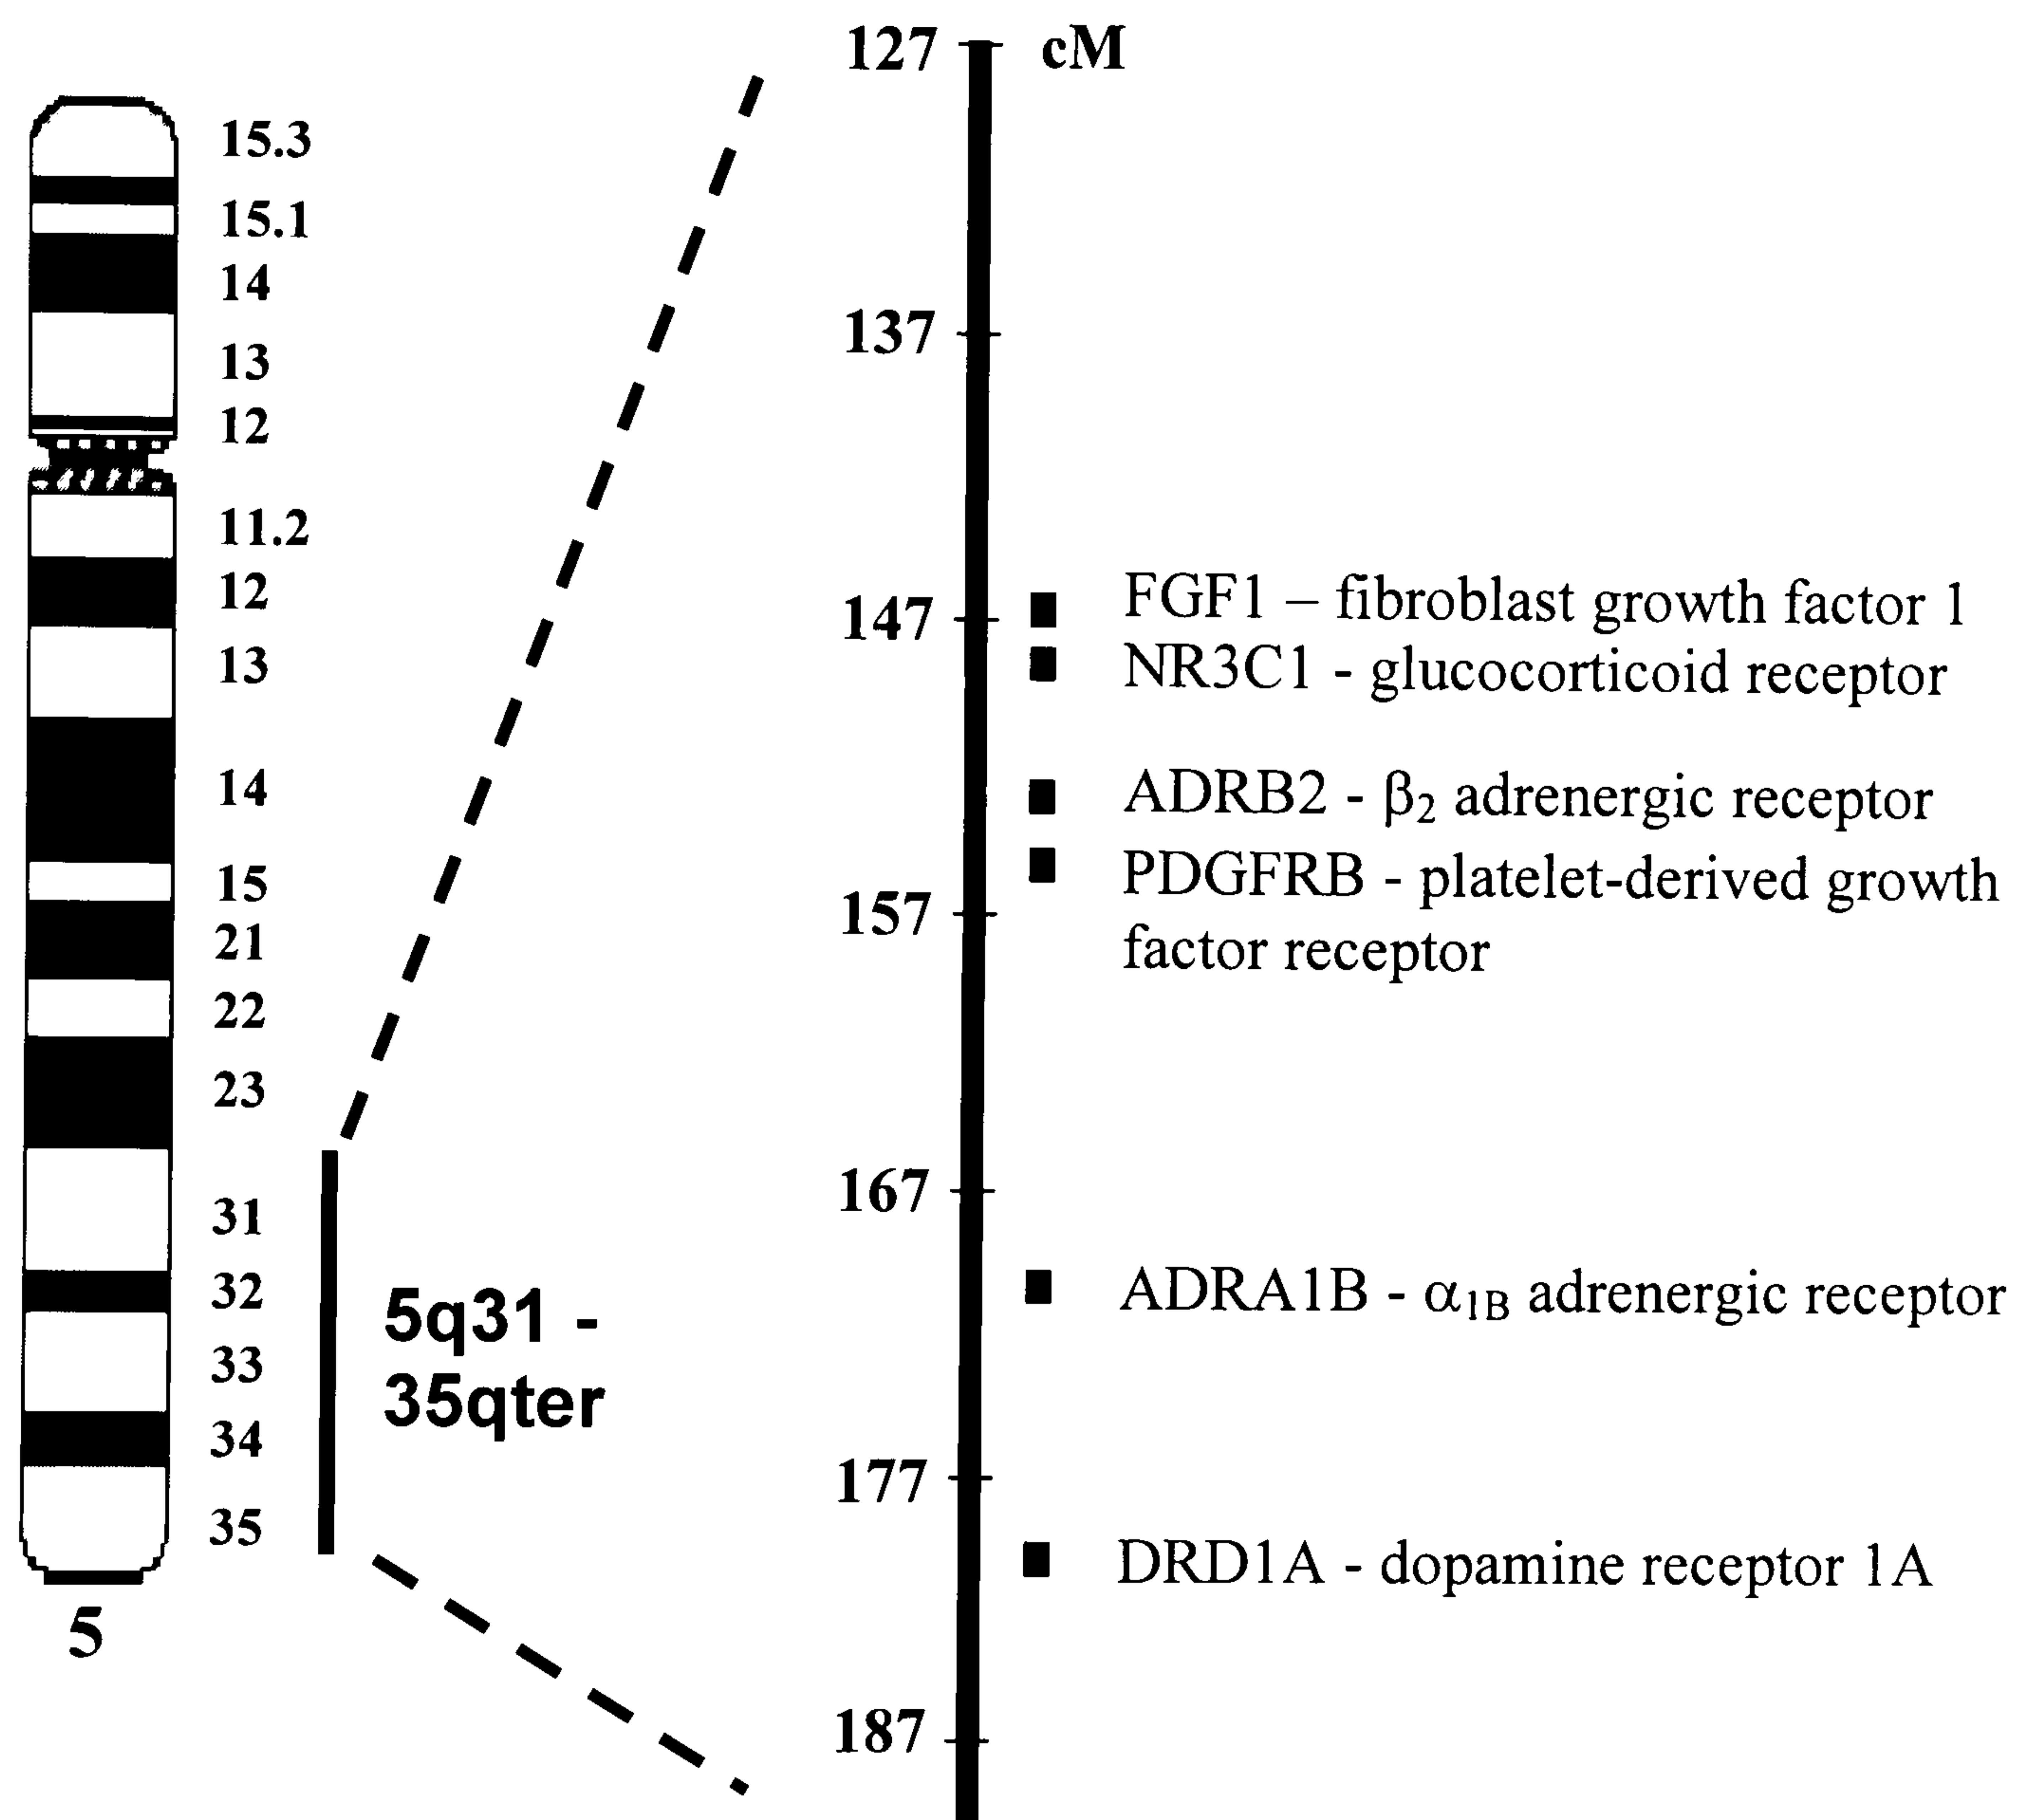 15.3
15.1
14
13
12
11.2
12
13
14
15
21
22
23
31
32
33
34
35
5
5q31 -
35qter
127 cM
137
147
157
167
177
187
FGF1 – fibroblast growth factor 1
NR3C1 - glucocorticoid receptor
ADRB2 - β₂ adrenergic receptor
PDGFRB - platelet-derived growth
factor receptor
ADRA1B - α₁B adrenergic receptor
DRD1A - dopamine receptor 1A